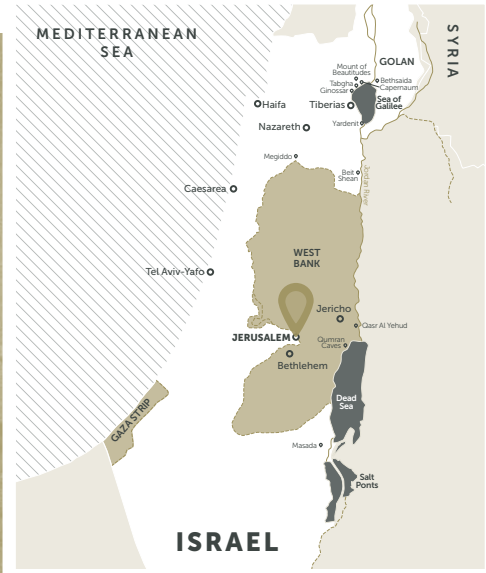 MEDITERRANEAN
SEA
SYRIA
GOLAN
Mount of
Beautitudes
Tabgha
Ginossar
Bethsaida
Capernaum
Haifa
Tiberias
Sea of
Galilee
Nazareth
Yardenit
Megiddo
Beit
Shean
Jordan River
Caesarea
WEST
BANK
Tel Aviv-Yafo
Jericho
JERUSALEM
Qasr Al Yehud
Qumran
Caves
Bethlehem
Dead
Sea
GAZA STRIP
Masada
Salt
Ponts
ISRAEL